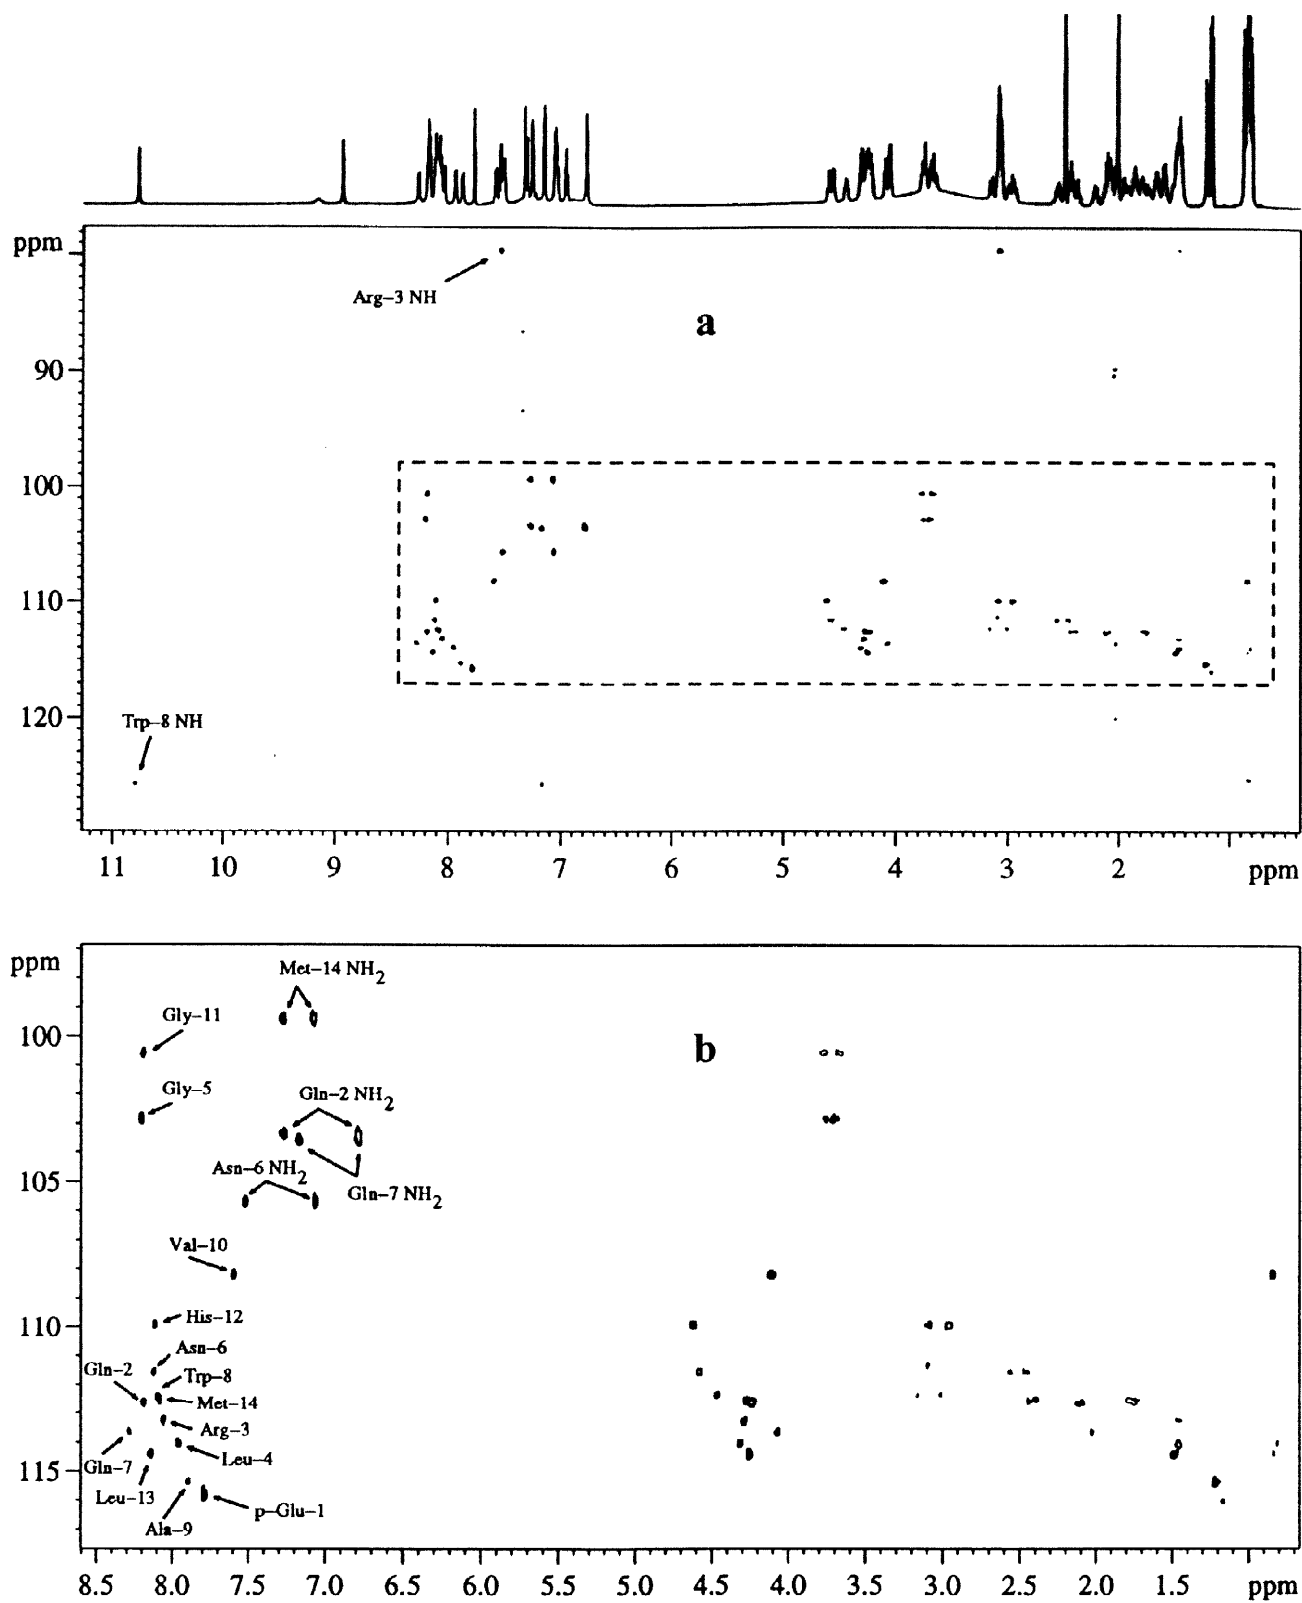 ppm
Arg-3 NH
a
90
100
110
120
Trp-8 NH
11 10 9 8 7 6 5 4 3 2 ppm
ppm
Met-14 NH2
Gly-11
100
b
Gly-5
Gln-2 NH2
105
Asn-6 NH2
Gln-7 NH2
Val-10
110
His-12
Asn-6
Gln-2
Trp-8
Met-14
Arg-3
Leu-4
Gln-7
115
Leu-13
p-Glu-1
Ala-9
8.5 8.0 7.5 7.0 6.5 6.0 5.5 5.0 4.5 4.0 3.5 3.0 2.5 2.0 1.5 ppm